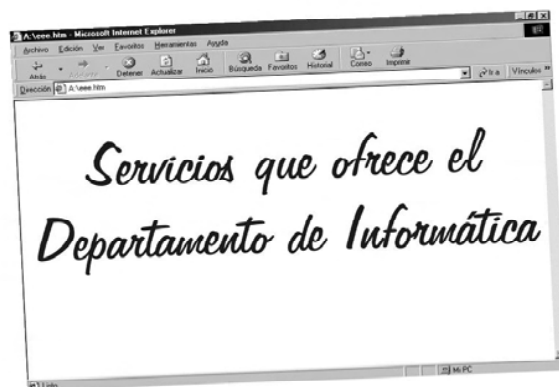 A:\eee.htm - Microsoft Internet Explorer
Archivo Edición Ver Favoritos Herramientas Ayuda
Atrás Adelante Detener Actualizar Inicio Búsqueda Favoritos Historial Correo Imprimir
Dirección A:\eee.htm Ir a Vínculos »
Servicios que ofrece el
Departamento de Informática
Listo Mi PC